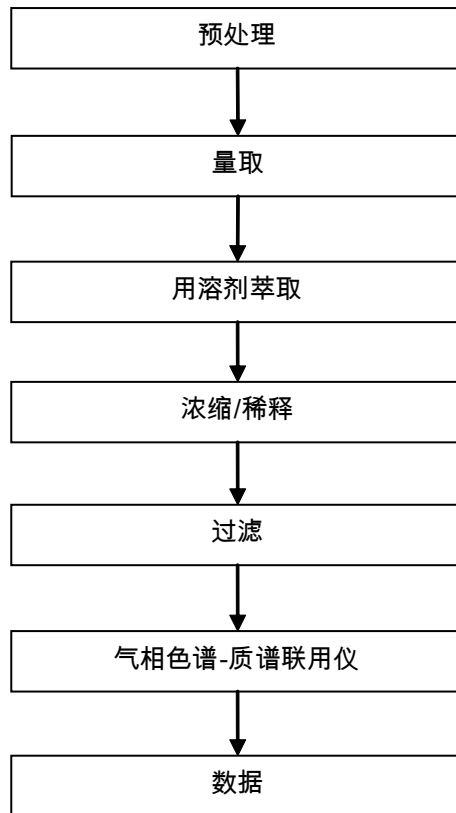 预处理
量取
用溶剂萃取
浓缩/稀释
过滤
气相色谱-质谱联用仪
数据